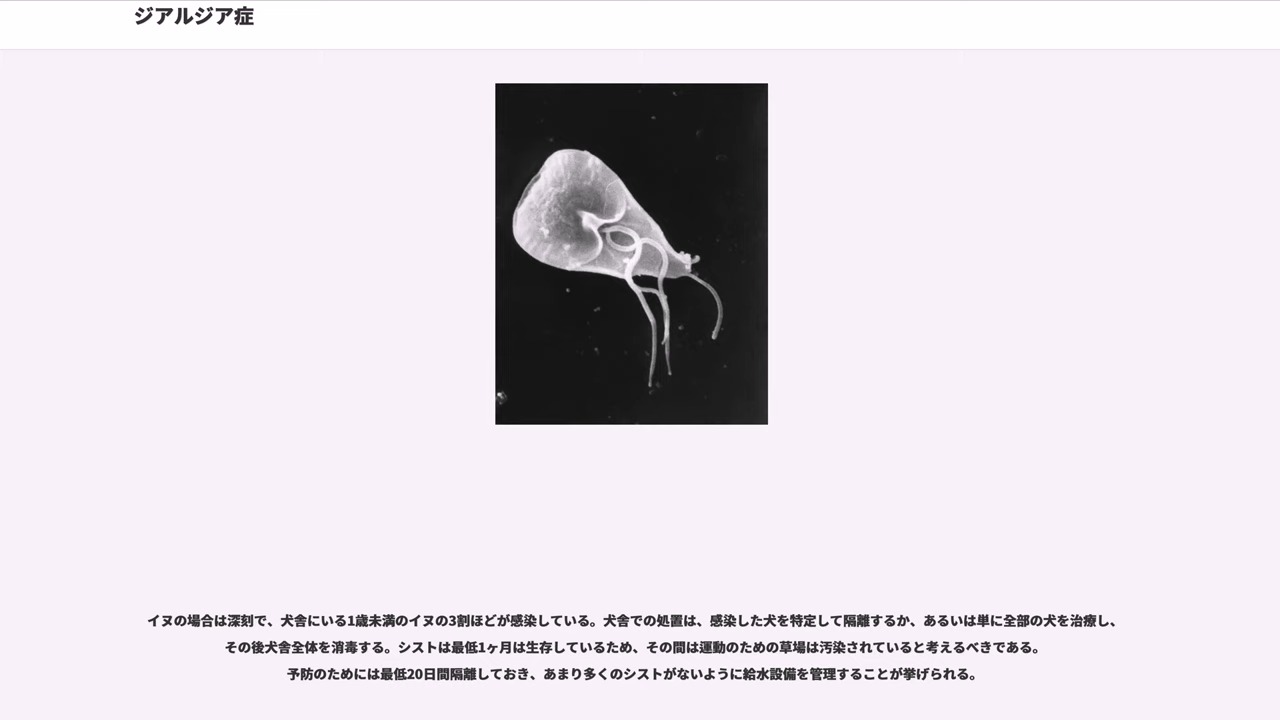 ジアルジア症
イヌの場合は深刻で、犬舎にいる1歳未満のイヌの3割ほどが感染している。犬舎での処置は、感染した犬を特定して隔離するか、あるいは単に全部の犬を治療し、
その後犬舎全体を消毒する。シストは最低1ヶ月は生存しているため、その間は運動のための草場は汚染されていると考えるべきである。
予防のためには最低20日間隔離しておき、あまり多くのシストがないように給水設備を管理することが挙げられる。